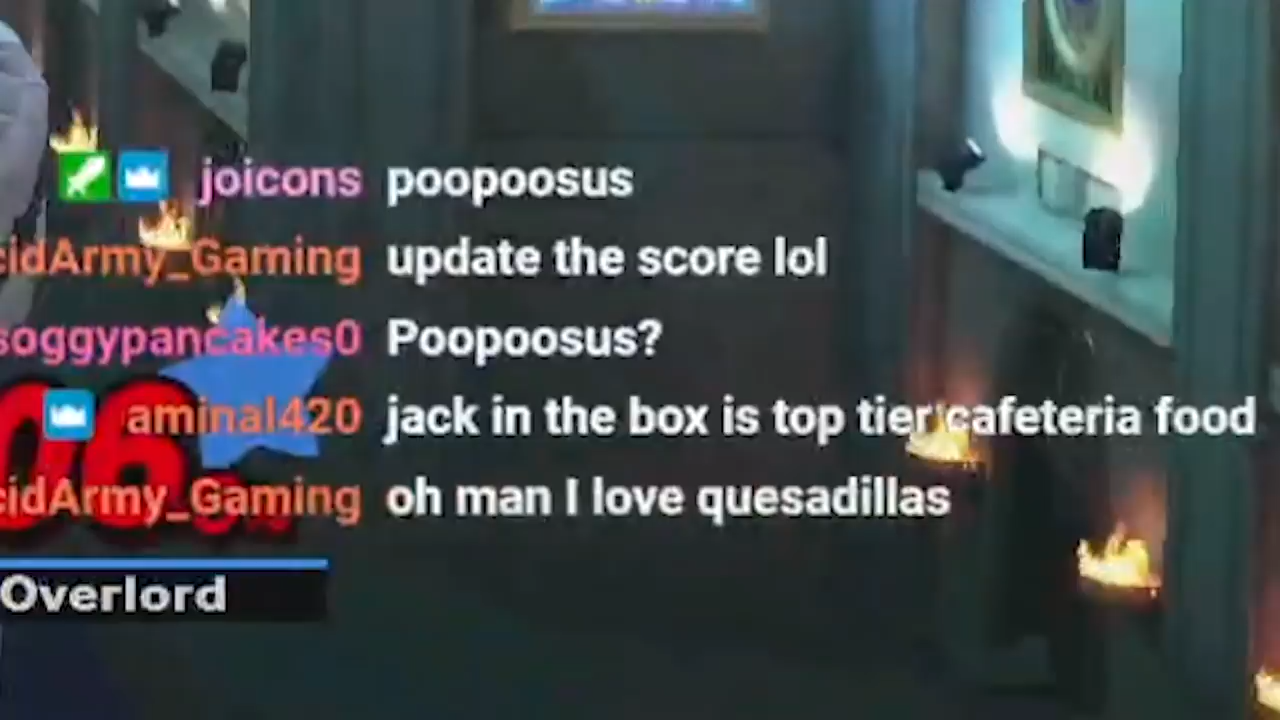 joicons poopoosus
cidArmy_Gaming update the score lol
soggypancakes0 Poopoosus?
aminal420 jack in the box is top tier cafeteria food
cidArmy_Gaming oh man I love quesadillas
06
Overlord